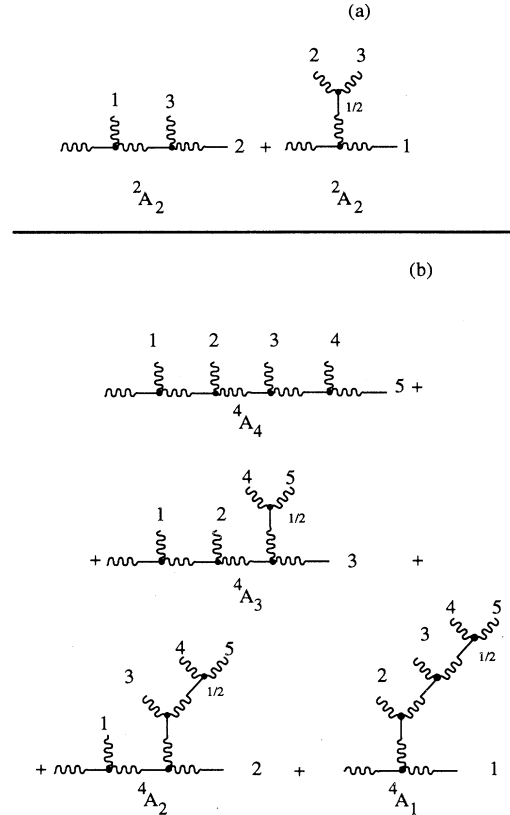 (a)
2 3
1 3 1/2
2 + 1
²A₂ ²A₂
(b)
1 2 3 4
5 +
⁴A₄
4 5
1 2 1/2
+ 3 +
⁴A₃
4 5
3 1/2
4 5
3 1/2
2
1
+ 2 + 1
⁴A₂ ⁴A₁